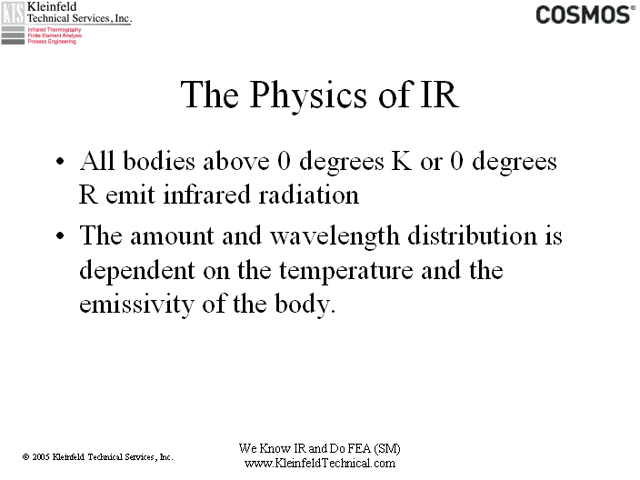 KTS
Kleinfeld
Technical Services, Inc.
Infrared Thermography
Finite Element Analysis
Process Engineering
COSMOS®
The Physics of IR
• All bodies above 0 degrees K or 0 degrees
R emit infrared radiation
• The amount and wavelength distribution is
dependent on the temperature and the
emissivity of the body.
© 2005 Kleinfeld Technical Services, Inc.
We Know IR and Do FEA (SM)
www.KleinfeldTechnical.com